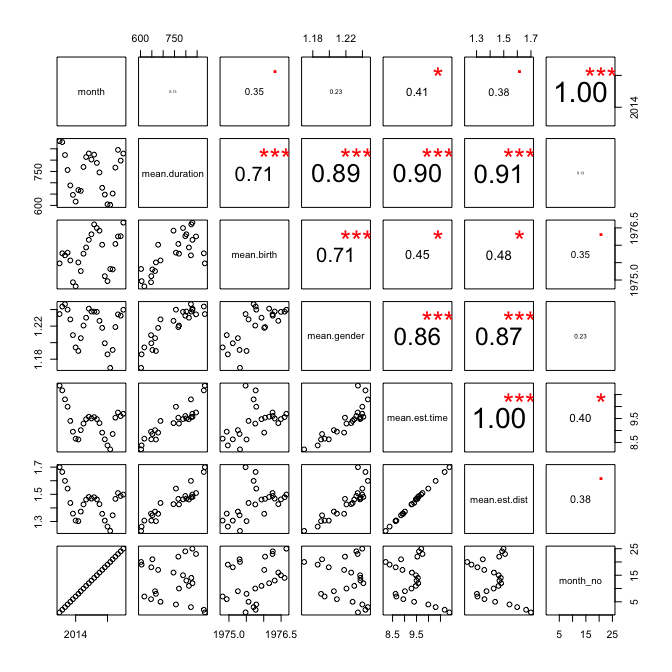 600 750 1.18 1.22 1.3 1.5 1.7
month 0.13 0.35 . 0.23 0.41 * 0.38 . 1.00 *** 2014
600 750 mean.duration 0.71 *** 0.89 *** 0.90 *** 0.91 *** 0.13
mean.birth 0.71 *** 0.45 * 0.48 * 0.35 . 1975.0 1976.5
1.18 1.22 mean.gender 0.86 *** 0.87 *** 0.23
mean.est.time 1.00 *** 0.40 * 8.5 9.5
1.3 1.5 1.7 mean.est.dist 0.38 .
month_no 5 15 25
2014 1975.0 1976.5 8.5 9.5 5 15 25